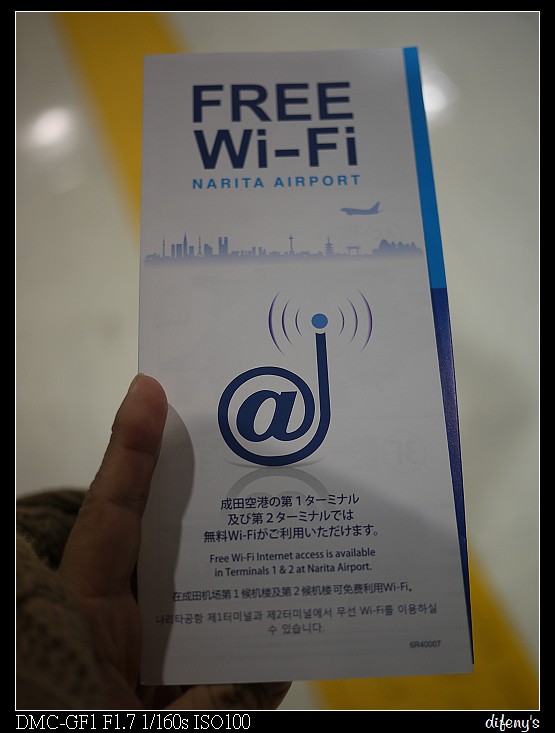 FREE
Wi-Fi
NARITA AIRPORT
@
成田空港の第1ターミナル
及び第2ターミナルでは
無料Wi-Fiがご利用いただけます。
Free Wi-Fi Internet access is available
in Terminals 1 & 2 at Narita Airport.
在成田机场第1候机楼及第2候机楼可免费利用Wi-Fi。
나리타공항 제1터미널과 제2터미널에서 무선 Wi-Fi를 이용하실
수 있습니다.
6R40007
DMC-GF1 F1.7 1/160s ISO100
difeny's